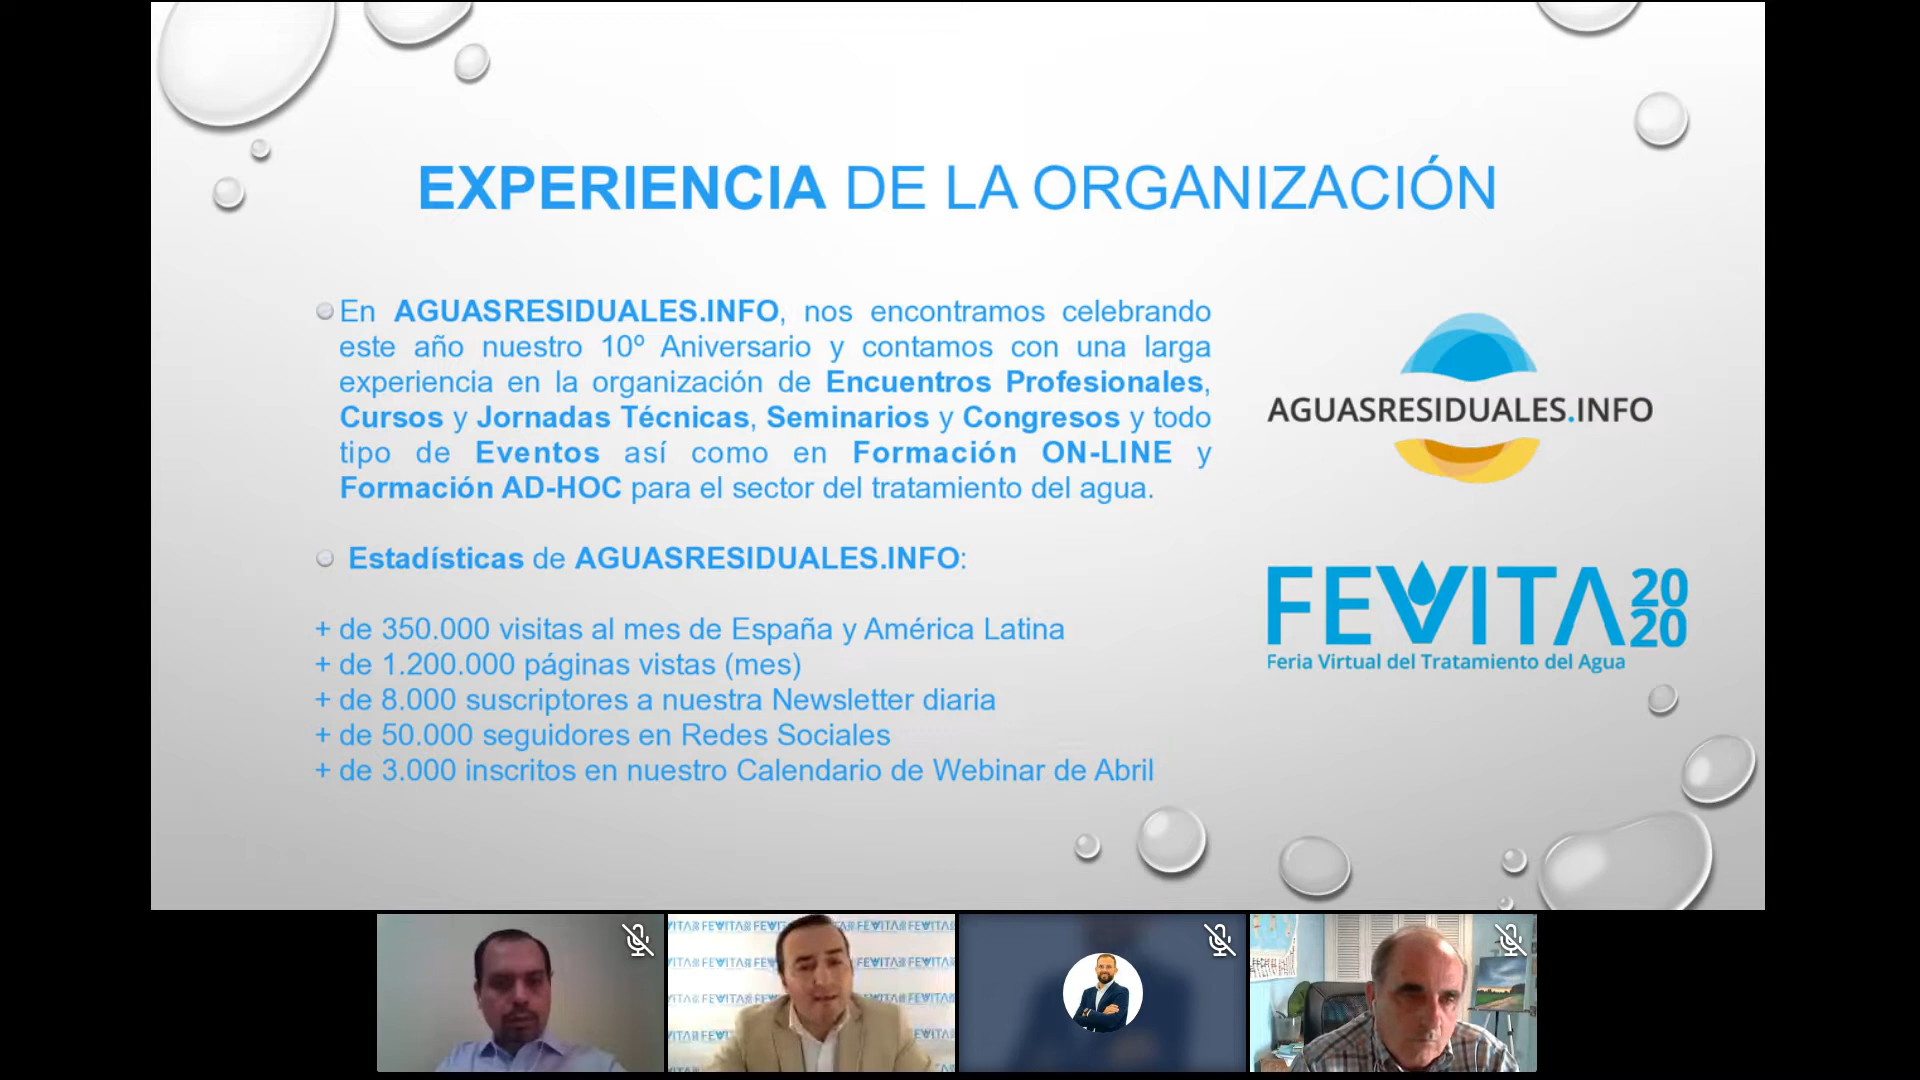 EXPERIENCIA DE LA ORGANIZACIÓN
En AGUASRESIDUALES.INFO, nos encontramos celebrando
este año nuestro 10º Aniversario y contamos con una larga
experiencia en la organización de Encuentros Profesionales,
Cursos y Jornadas Técnicas, Seminarios y Congresos y todo
tipo de Eventos así como en Formación ON-LINE y
Formación AD-HOC para el sector del tratamiento del agua.
Estadísticas de AGUASRESIDUALES.INFO:
+ de 350.000 visitas al mes de España y América Latina
+ de 1.200.000 páginas vistas (mes)
+ de 8.000 suscriptores a nuestra Newsletter diaria
+ de 50.000 seguidores en Redes Sociales
+ de 3.000 inscritos en nuestro Calendario de Webinar de Abril
AGUASRESIDUALES.INFO
FEVITA 2020
Feria Virtual del Tratamiento del Agua